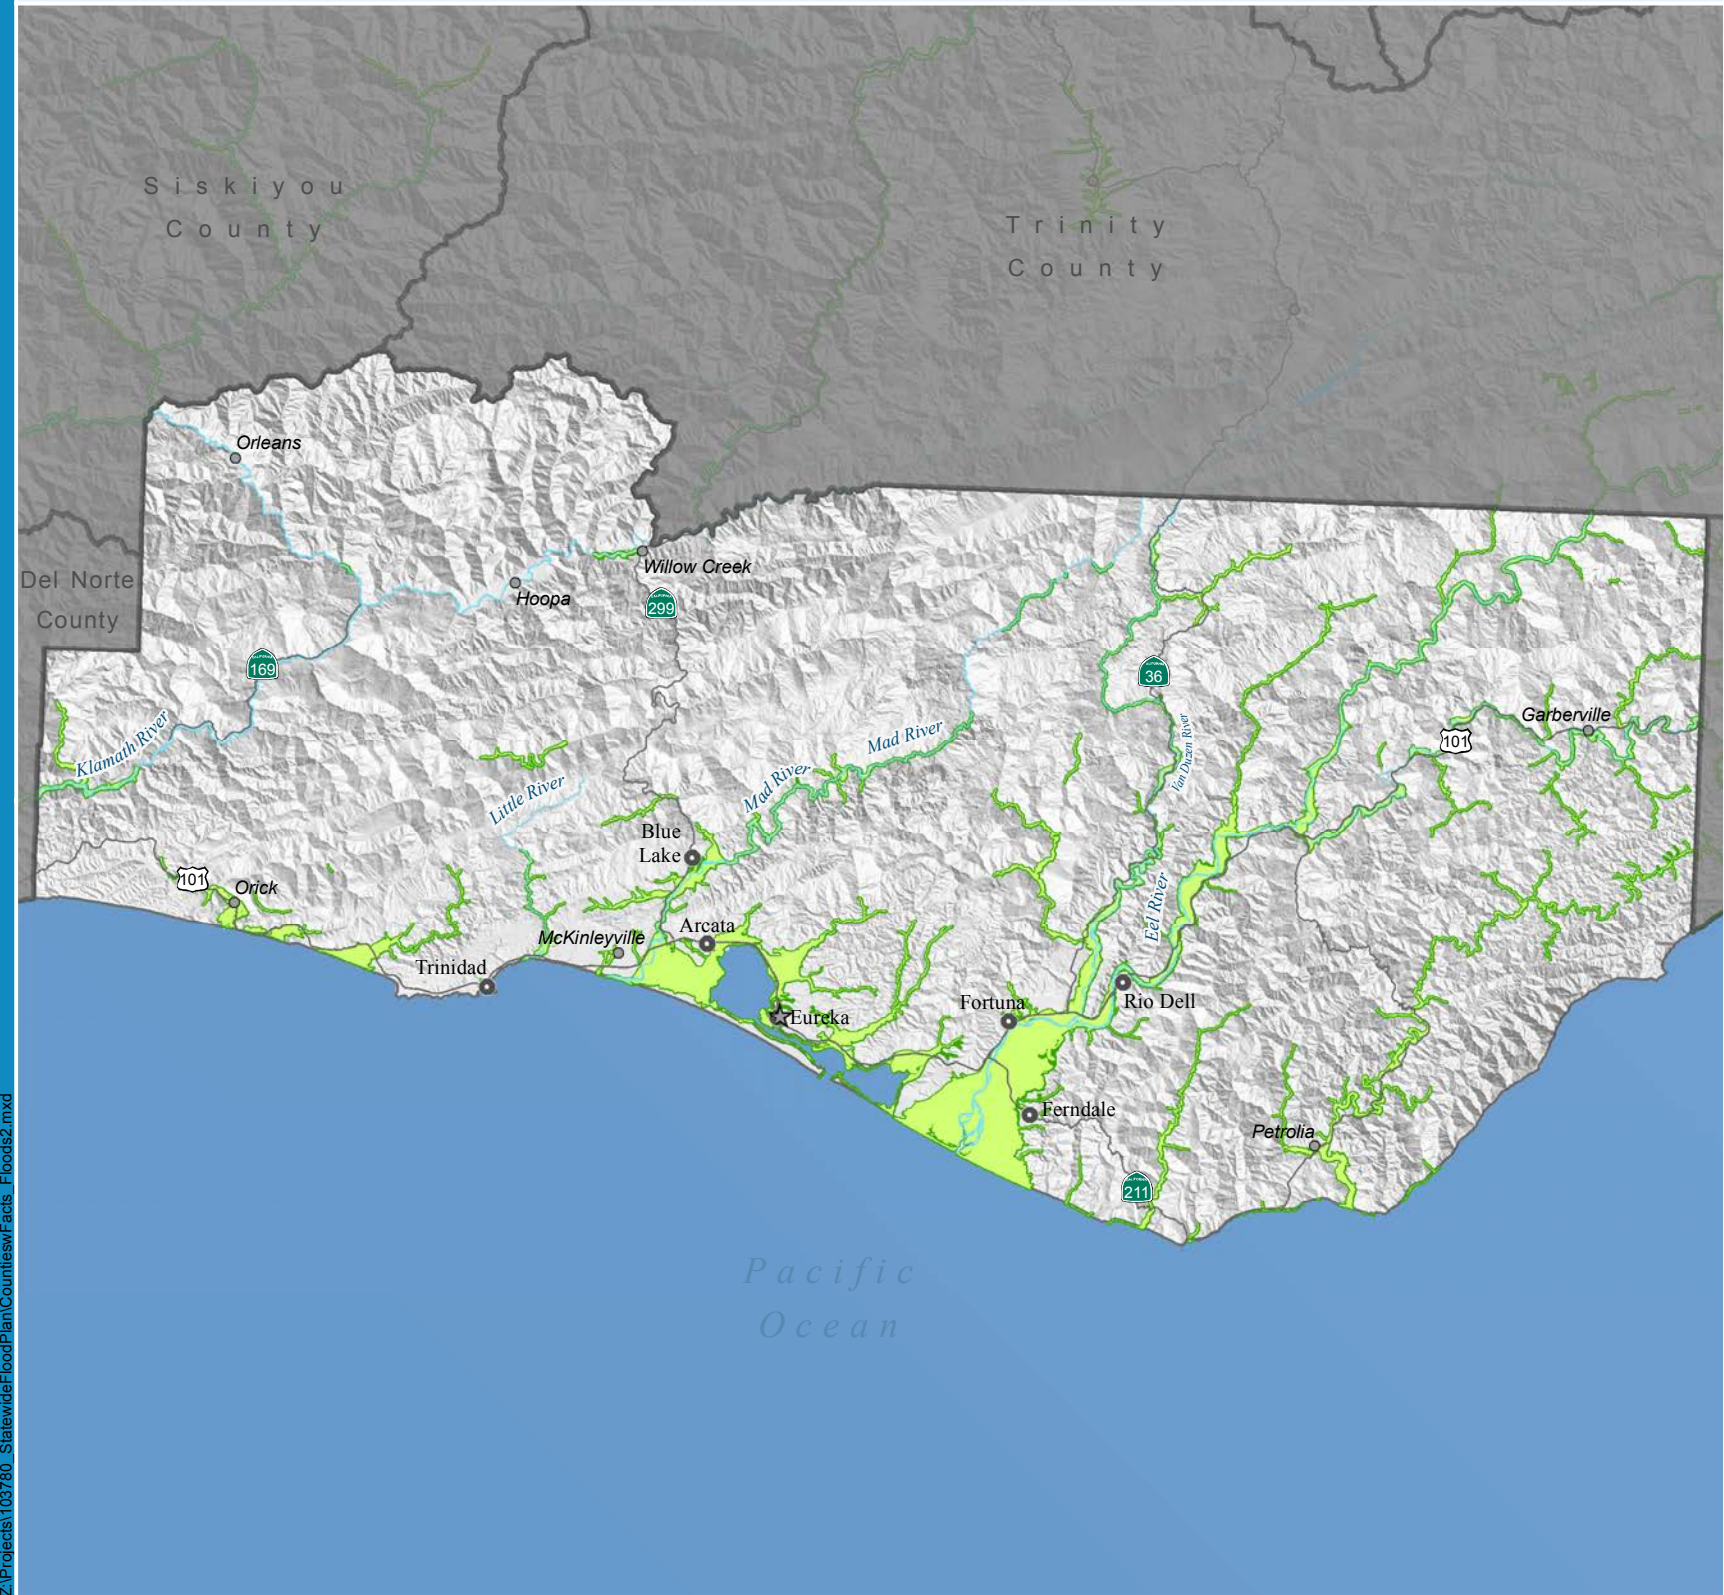 Siskiyou
County
Trinity
County
Orleans
Willow Creek
Del Norte
County
Hoopa
299
169
36
Klamath River
Garberville
101
Mad River
Van Duzen River
Little River
Mad River
Blue
Lake
101
Orick
Eel River
Arcata
McKinleyville
Trinidad
Fortuna
Rio Dell
Eureka
Ferndale
Petrolia
211
Pacific
Ocean
Z:\Projects\103780_StatewideFloodPlan\CountieswFacts_Floods2.mxd